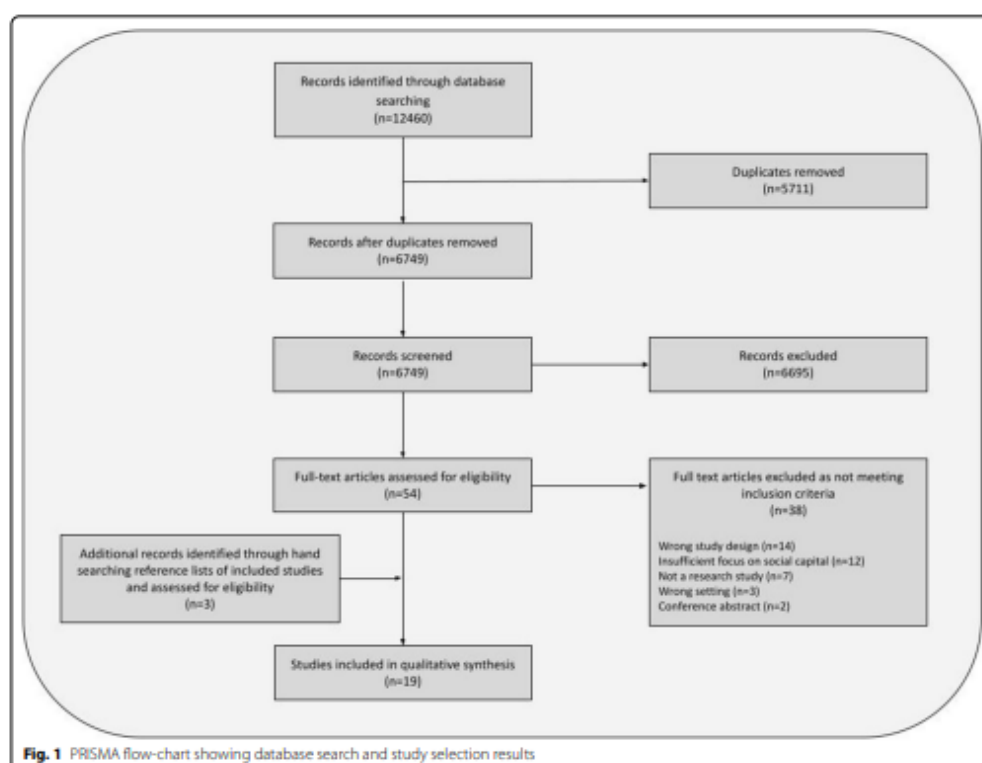 Records identified through database
searching
(n=12460)
Duplicates removed
(n=5711)
Records after duplicates removed
(n=6749)
Records screened
(n=6749)
Records excluded
(n=6695)
Full-text articles assessed for eligibility
(n=54)
Full text articles excluded as not meeting
inclusion criteria
(n=38)
Wrong study design (n=14)
Insufficient focus on social capital (n=12)
Not a research study (n=7)
Wrong setting (n=3)
Conference abstract (n=2)
Additional records identified through hand
searching reference lists of included studies
and assessed for eligibility
(n=3)
Studies included in qualitative synthesis
(n=19)
Fig. 1 PRISMA flow-chart showing database search and study selection results